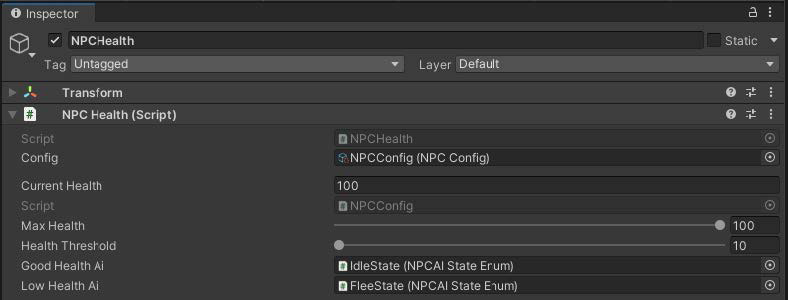 Inspector
NPCHealth
Static
Tag Untagged Layer Default
Transform
NPC Health (Script)
Script NPCHealth
Config NPCConfig (NPC Config)
Current Health 100
Script NPCConfig
Max Health 100
Health Threshold 10
Good Health Ai IdleState (NPCAI State Enum)
Low Health Ai FleeState (NPCAI State Enum)